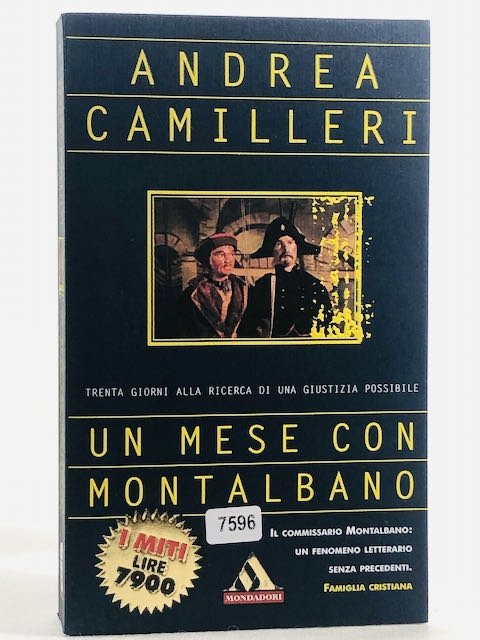 ANDREA
CAMILLERI
TRENTA GIORNI ALLA RICERCA DI UNA GIUSTIZIA POSSIBILE
UN MESE CON
MONTALBANO
7596
I MITI
LIRE
7900
IL COMMISSARIO MONTALBANO:
UN FENOMENO LETTERARIO
SENZA PRECEDENTI.
FAMIGLIA CRISTIANA
MONDADORI